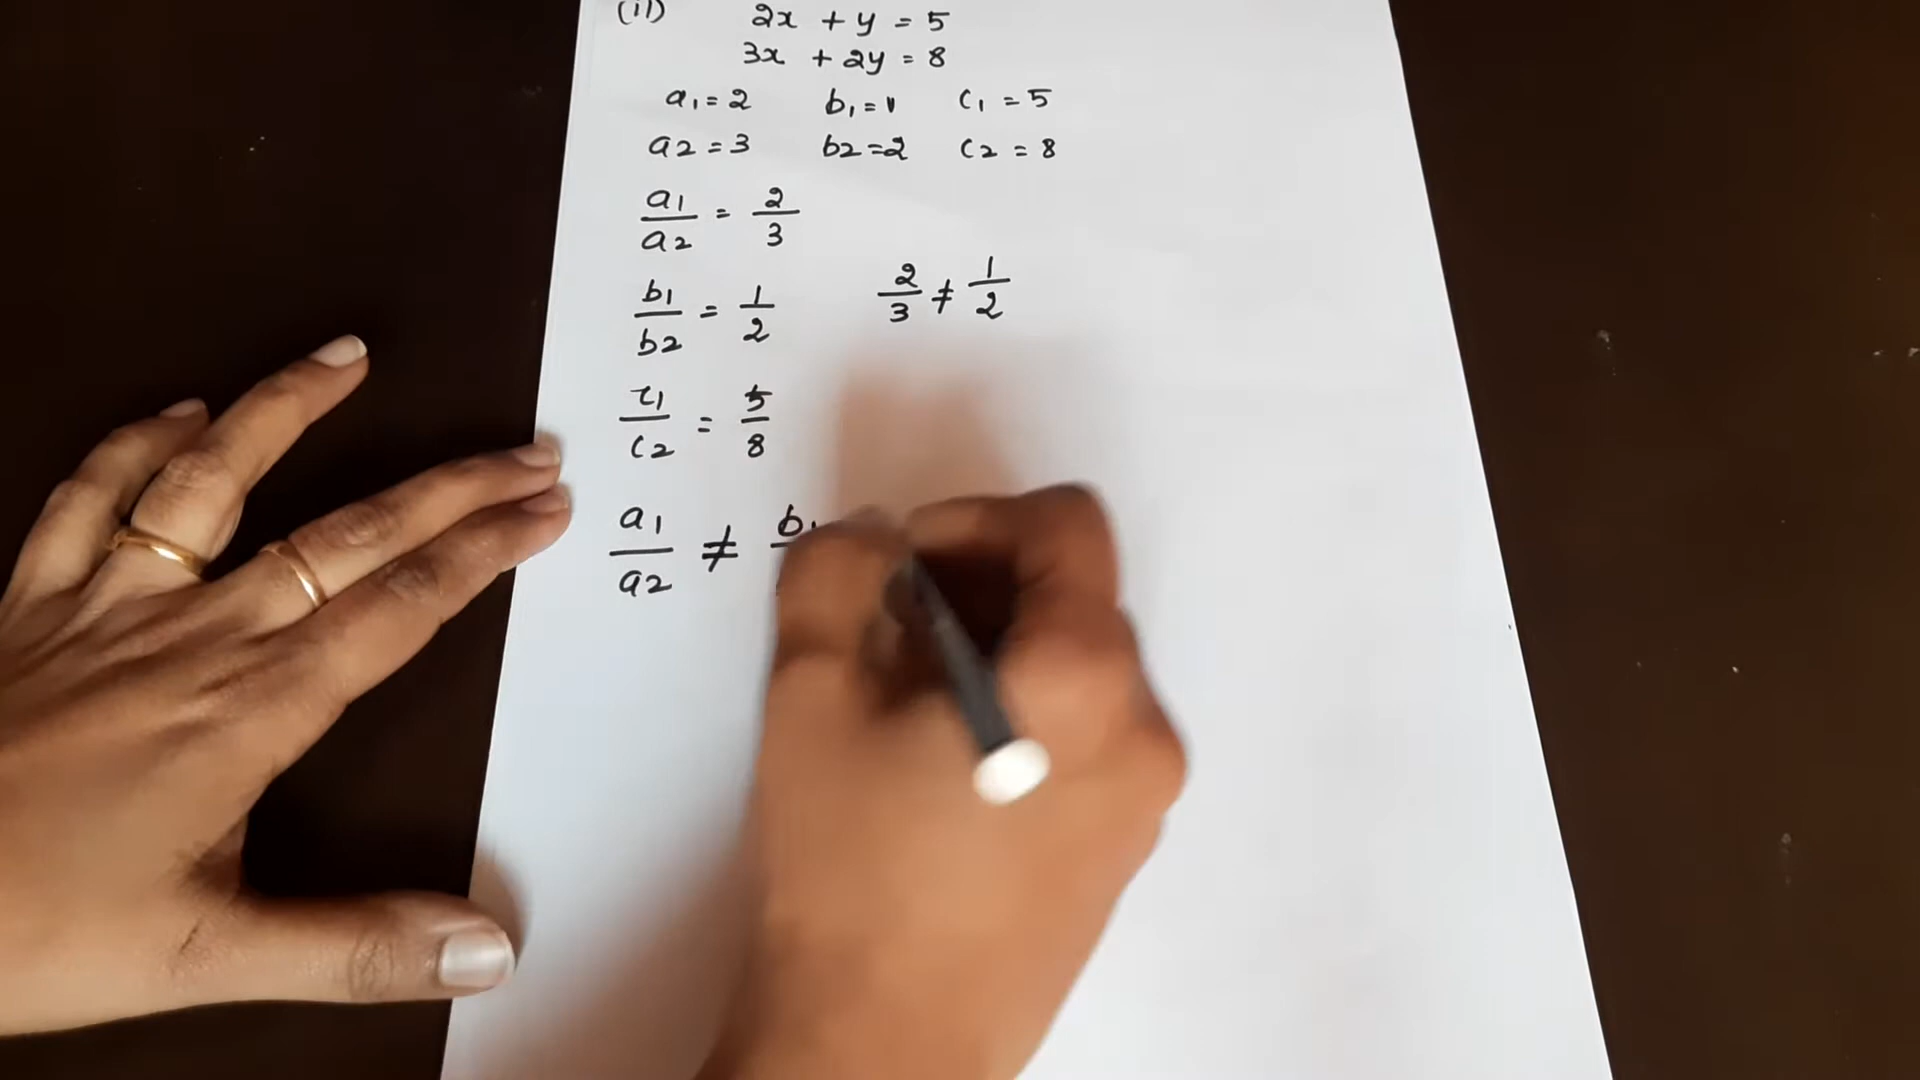 (ii) 2x + y = 5
3x + 2y = 8
a1 = 2 b1 = 1 c1 = 5
a2 = 3 b2 = 2 c2 = 8
a1/a2 = 2/3
b1/b2 = 1/2 2/3 ≠ 1/2
c1/c2 = 5/8
a1/a2 ≠ b1